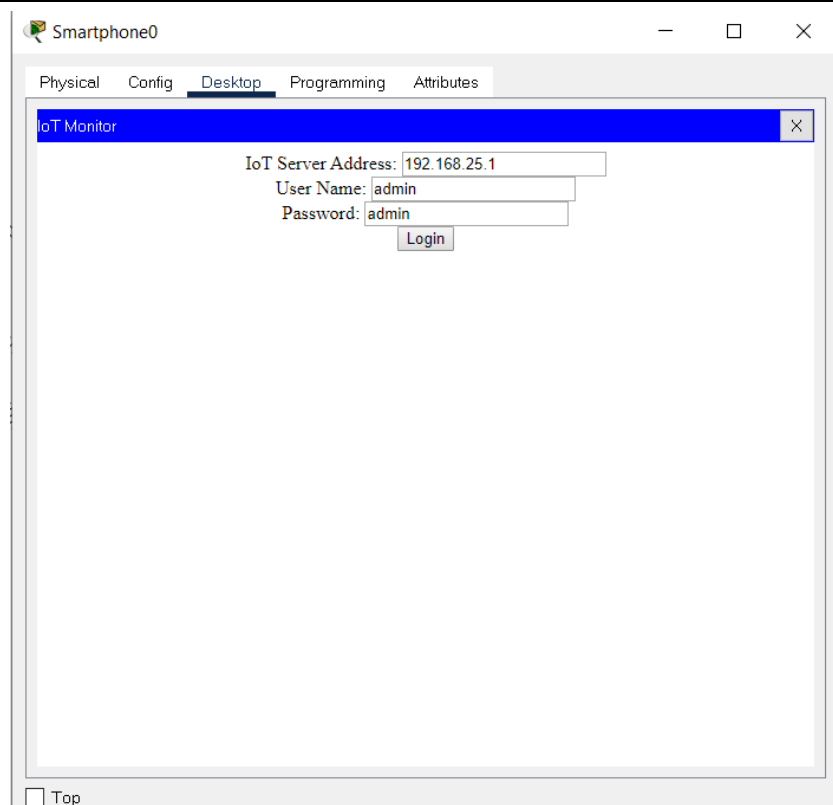 Smartphone0
Physical Config Desktop Programming Attributes
IoT Monitor X
IoT Server Address: 192.168.25.1
User Name: admin
Password: admin
Login
Top